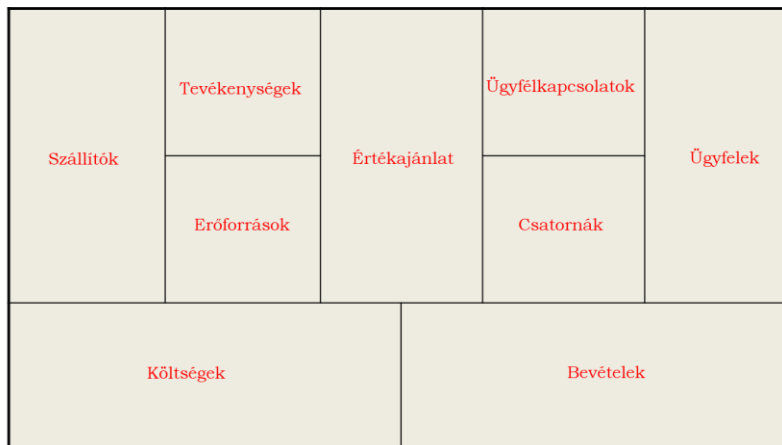 Szállítók
Tevékenységek
Erőforrások
Értékajánlat
Ügyfélkapcsolatok
Csatornák
Ügyfelek
Költségek
Bevételek